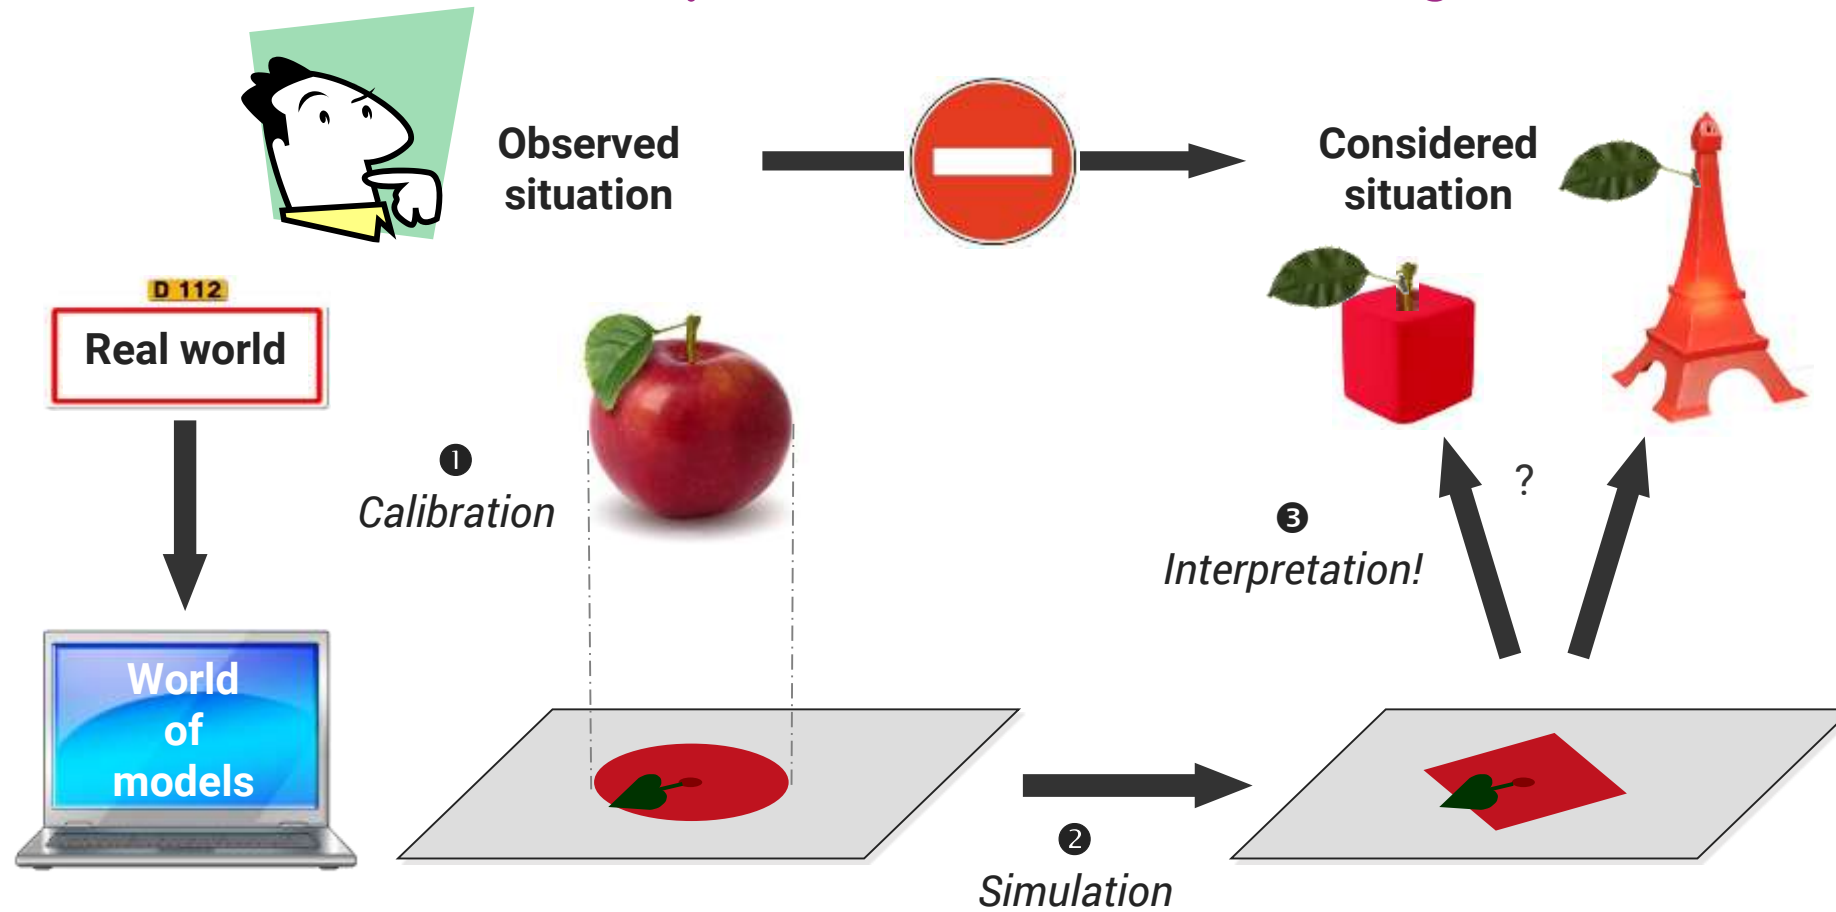 Observed
situation
Considered
situation
D 112
Real world
❶
Calibration
?
❸
Interpretation!
World
of
models
❷
Simulation